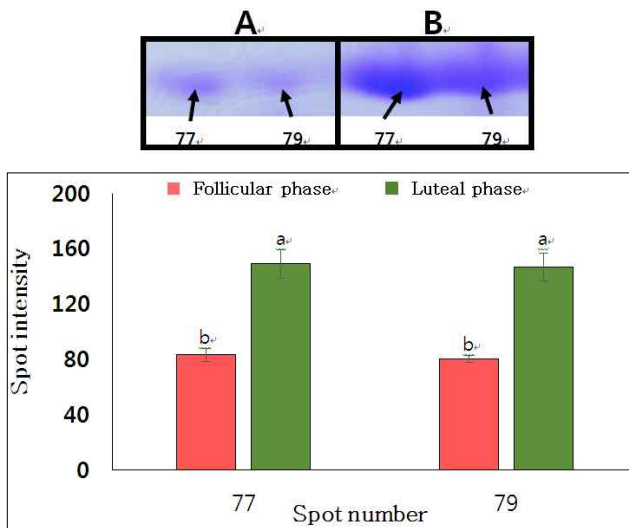 A B
77 79 77 79
200
Follicular phase Luteal phase
160
120
80
40
0
a a
b b
Spot intensity
77 79
Spot number